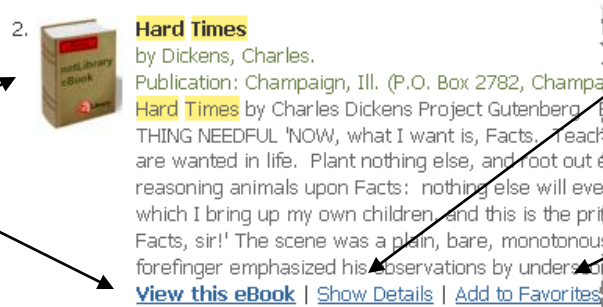 2.
Hard Times
by Dickens, Charles.
Publication: Champaign, Ill. (P.O. Box 2782, Champa
Hard Times by Charles Dickens Project Gutenberg
THING NEEDFUL 'NOW, what I want is, Facts. Teach
are wanted in life. Plant nothing else, and root out
reasoning animals upon Facts: nothing else will eve
which I bring up my own children, and this is the pri
Facts, sir!' The scene was a plain, bare, monotonous
forefinger emphasized his observations by
View this eBook | Show Details | Add to Favorites
netLibrary
eBook